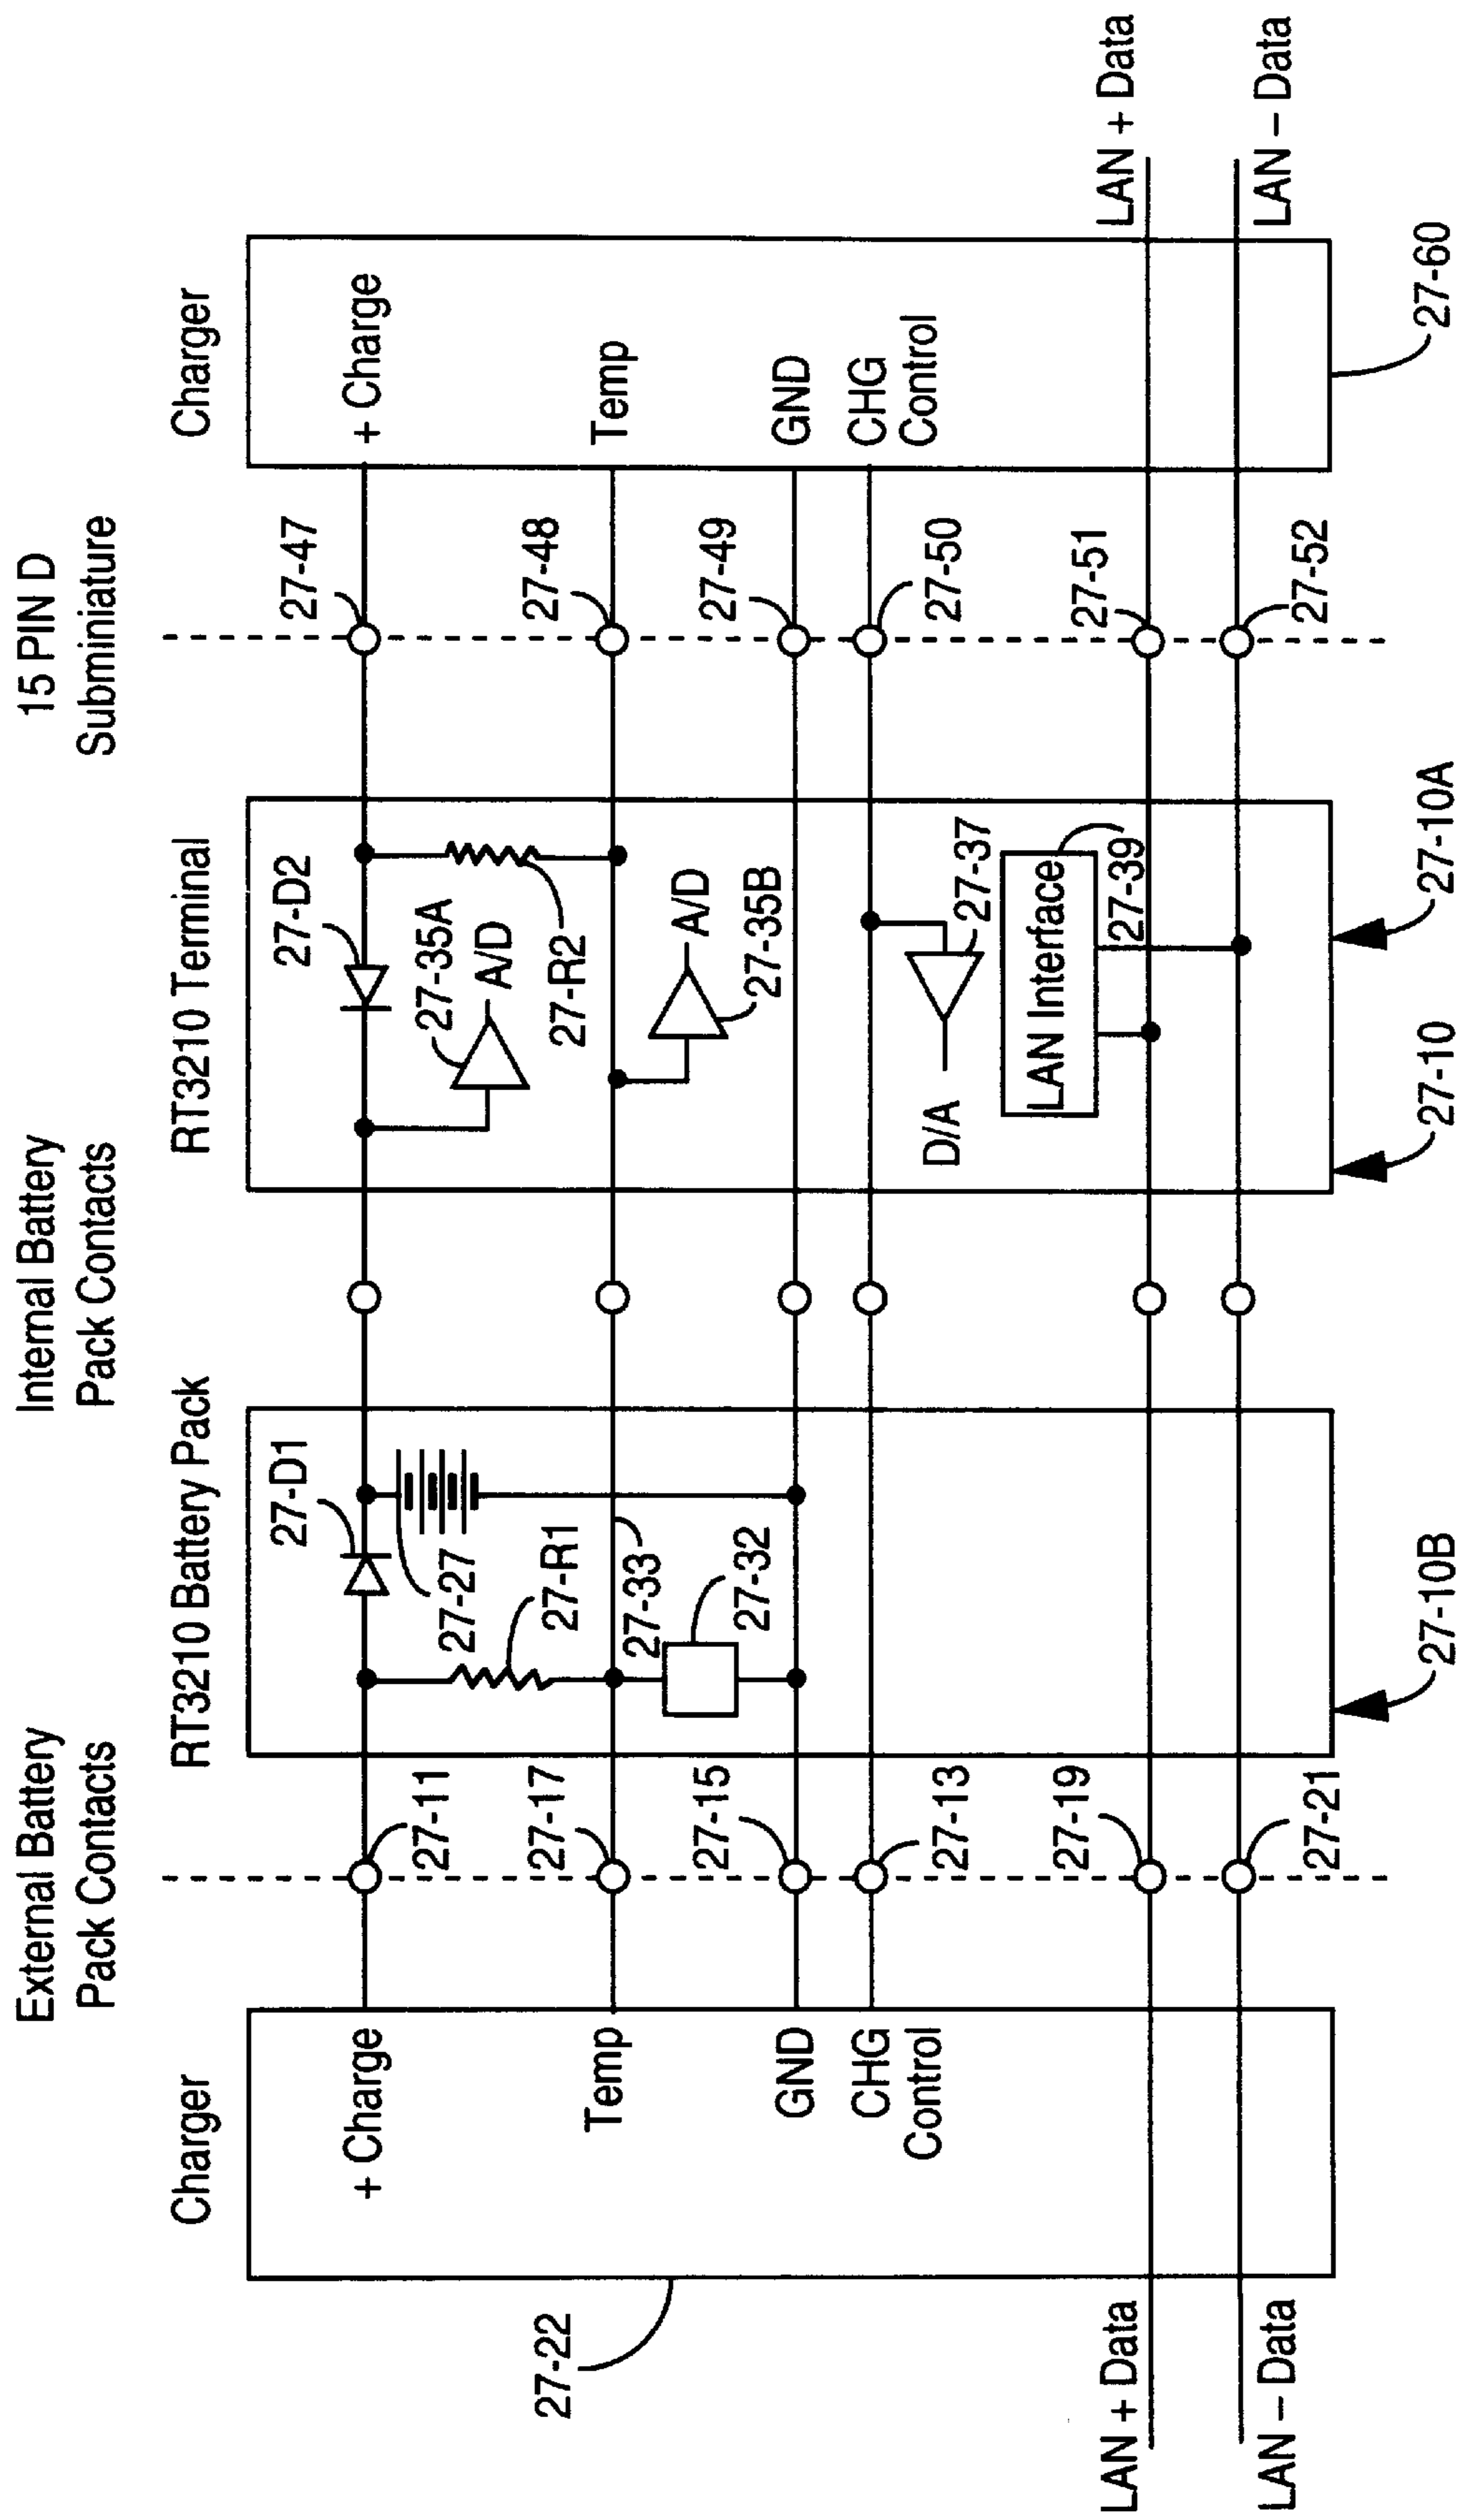 External Battery
Pack Contacts
Internal Battery
Pack Contacts
15 PIN D
Subminiature
Charger
RT3210 Battery Pack
RT3210 Terminal
Charger
+ Charge
Temp
GND
CHG
Control
27-22
LAN + Data
LAN − Data
27-11
27-17
27-15
27-13
27-19
27-21
27-D1
27-27
27-R1
27-33
27-32
27-10B
27-D2
27-35A
A/D
27-R2
A/D
27-35B
27-37
D/A
LAN Interface
27-39
27-10
27-10A
27-47
27-48
27-49
27-50
27-51
27-52
+ Charge
Temp
GND
CHG
Control
LAN + Data
LAN − Data
27-60